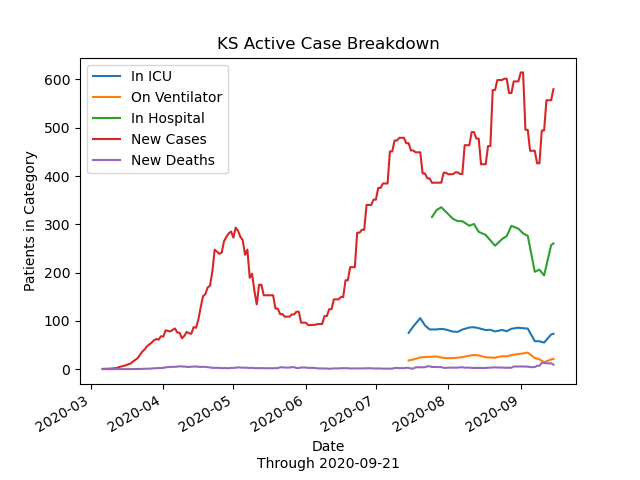 KS Active Case Breakdown
In ICU
On Ventilator
In Hospital
New Cases
New Deaths
Patients in Category
600
500
400
300
200
100
0
2020-03
2020-04
2020-05
2020-06
2020-07
2020-08
2020-09
Date
Through 2020-09-21